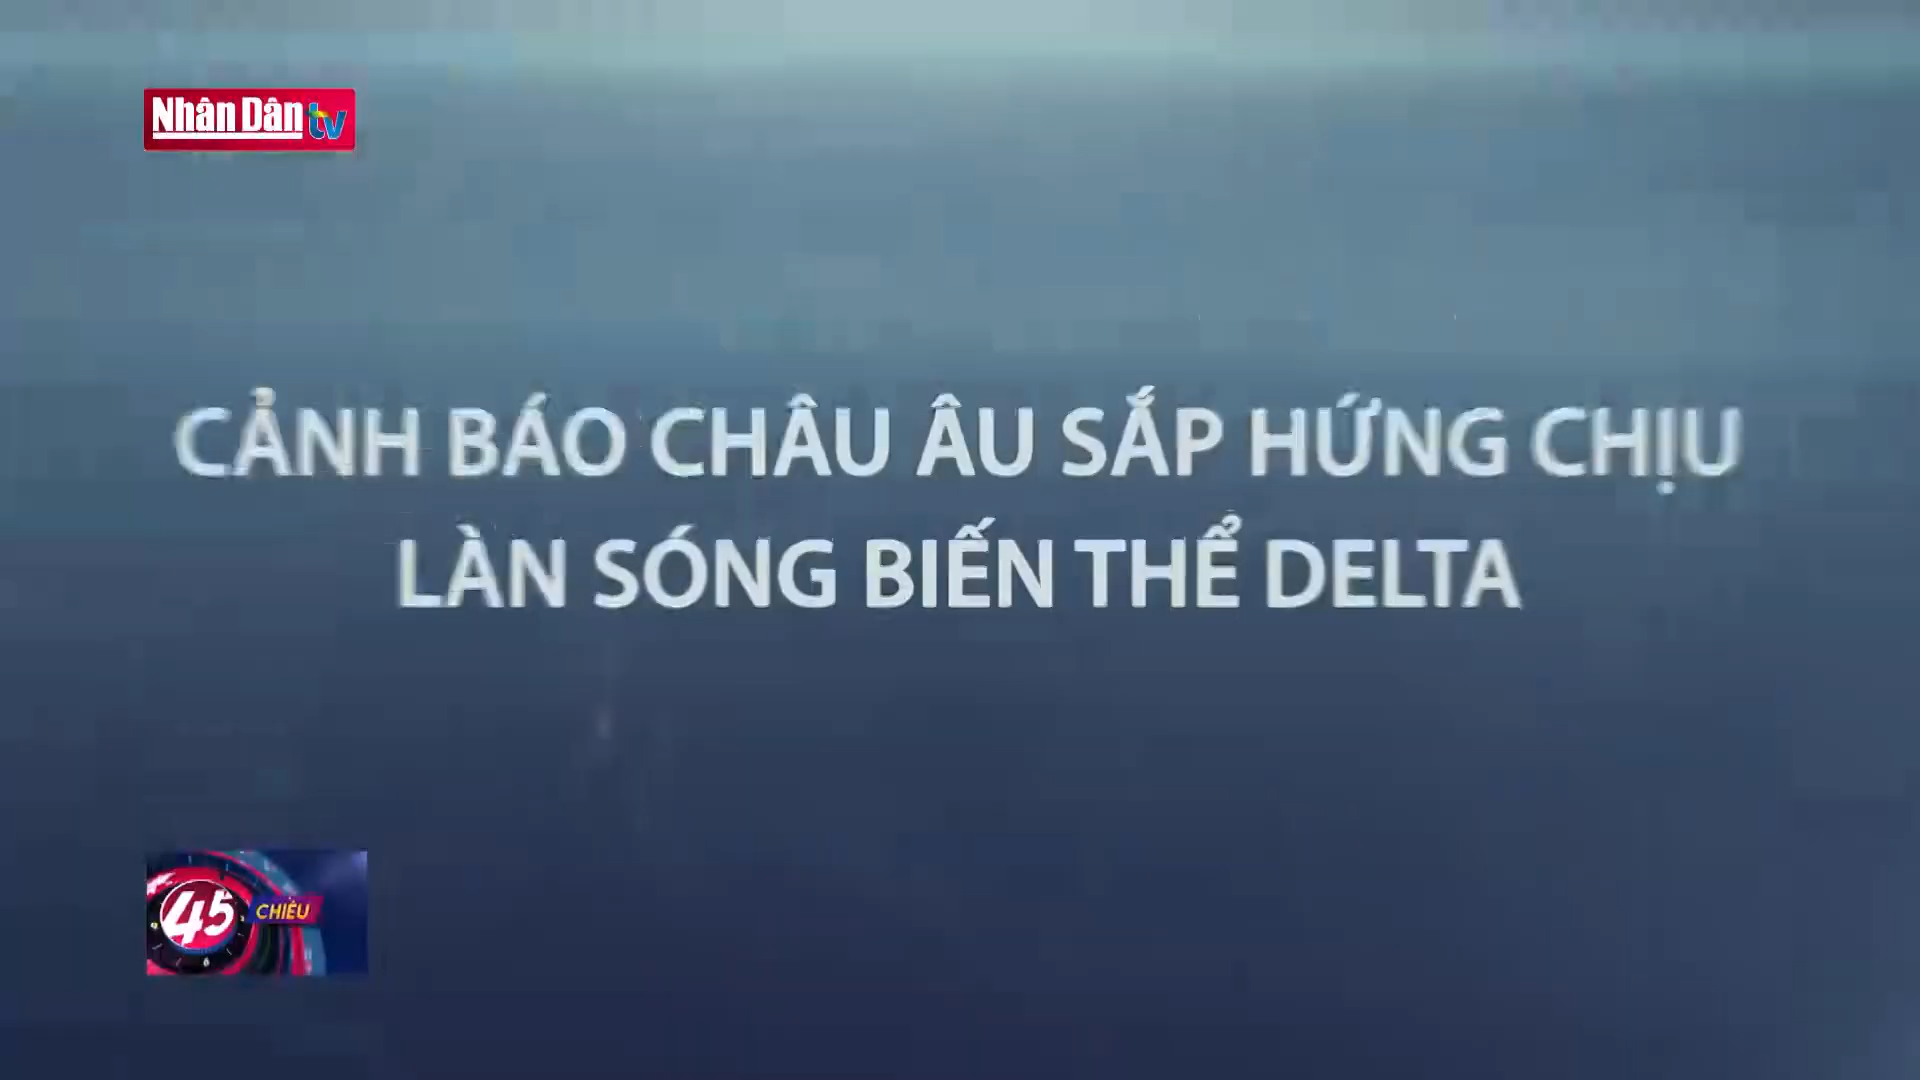 Nhân Dân tv
CẢNH BÁO CHÂU ÂU SẮP HỨNG CHỊU
LÀN SÓNG BIẾN THỂ DELTA
45 CHIỀU